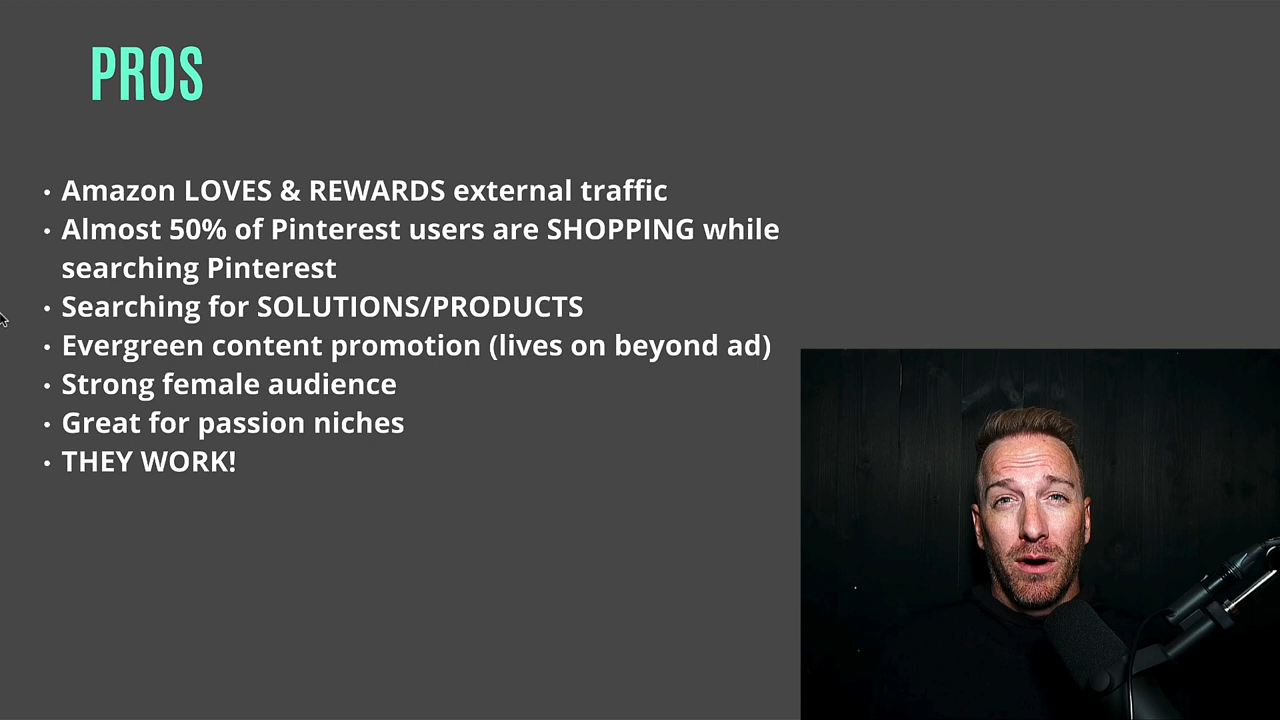 PROS
• Amazon LOVES & REWARDS external traffic
• Almost 50% of Pinterest users are SHOPPING while
searching Pinterest
• Searching for SOLUTIONS/PRODUCTS
• Evergreen content promotion (lives on beyond ad)
• Strong female audience
• Great for passion niches
• THEY WORK!